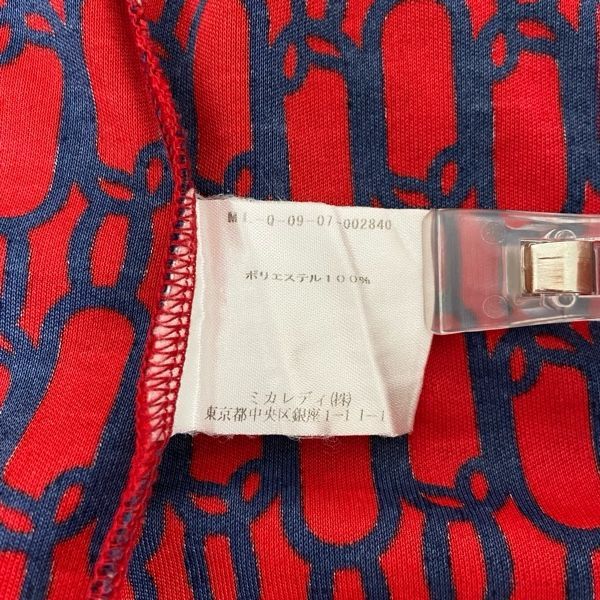 ML-Q-09-07-002840
ポリエステル100%
ミカレディ(株)
東京都中央区銀座1-11-1